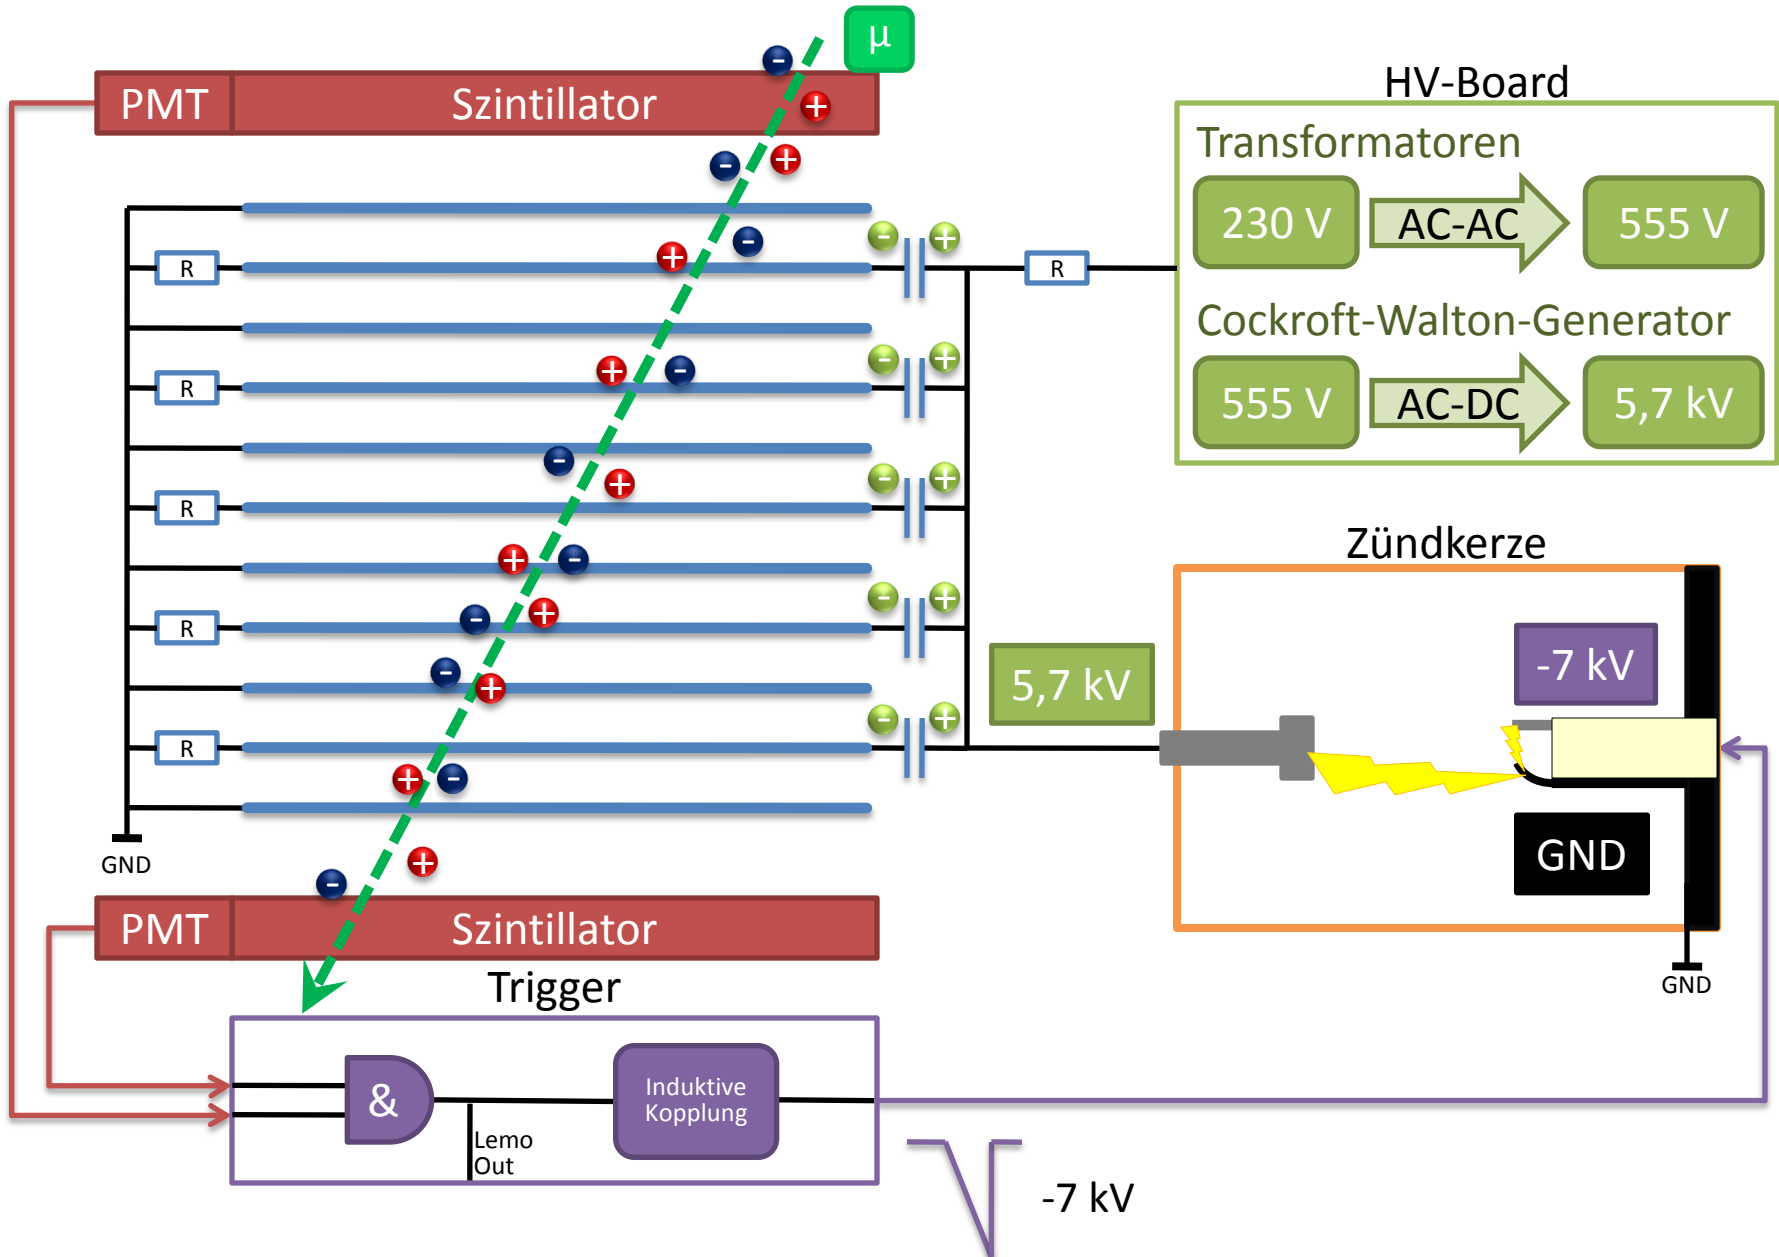 µ
PMT
Szintillator
HV-Board
Transformatoren
230 V
AC-AC
555 V
Cockroft-Walton-Generator
555 V
AC-DC
5,7 kV
- +
+
- +
- +
R
- +
R
+ -
- +
R
- +
R
- +
R
+ -
- +
R
- +
- +
R
+ -
- +
GND
Zündkerze
5,7 kV
-7 kV
GND
GND
PMT
Szintillator
Trigger
&
Lemo
Out
Induktive
Kopplung
-7 kV